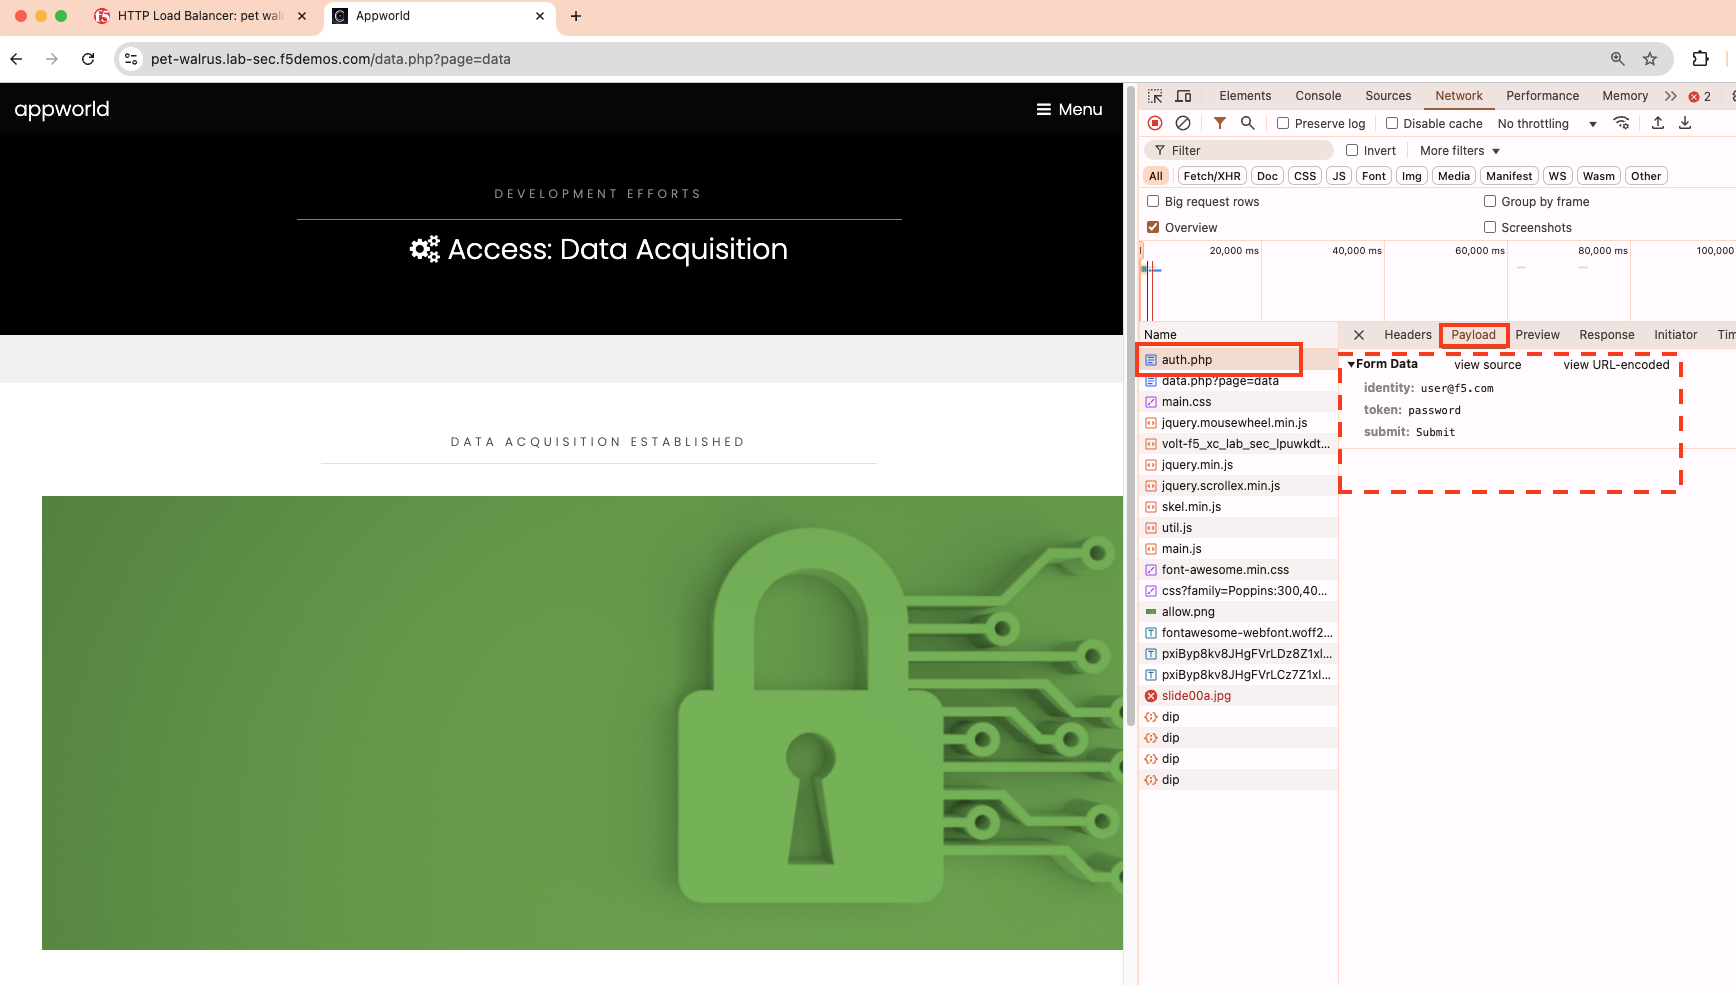 HTTP Load Balancer: pet wal
Appworld
pet-walrus.lab-sec.f5demos.com/data.php?page=data
appworld
Menu
DEVELOPMENT EFFORTS
Access: Data Acquisition
DATA ACQUISITION ESTABLISHED
Elements Console Sources Network Performance Memory 2
Preserve log Disable cache No throttling
Filter Invert More filters
All Fetch/XHR Doc CSS JS Font Img Media Manifest WS Wasm Other
Big request rows Group by frame
Overview Screenshots
20,000 ms 40,000 ms 60,000 ms 80,000 ms 100,000
Name
Headers Payload Preview Response Initiator Tim
auth.php
data.php?page=data
main.css
jquery.mousewheel.min.js
volt-f5_xc_lab_sec_lpuwkdt...
jquery.min.js
jquery.scrollex.min.js
skel.min.js
util.js
main.js
font-awesome.min.css
css?family=Poppins:300,40...
allow.png
fontawesome-webfont.woff2...
pxiByp8kv8JHgFVrLDz8Z1xl...
pxiByp8kv8JHgFVrLCz7Z1xl...
slide00a.jpg
dip
dip
dip
dip
Form Data view source view URL-encoded
identity: user@f5.com
token: password
submit: Submit